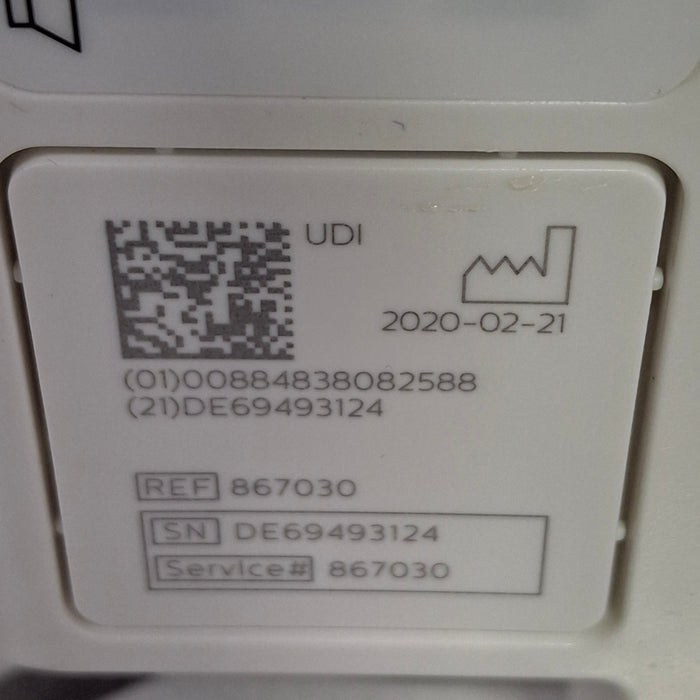 UDI
2020-02-21
(01)00884838082588
(21)DE69493124
REF 867030
SN DE69493124
Service# 867030